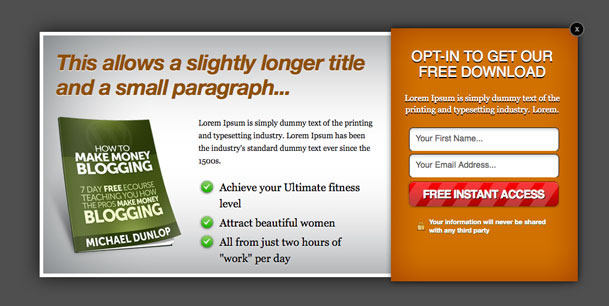 This allows a slightly longer title
and a small paragraph...
HOW TO
MAKE MONEY
BLOGGING
7 DAY FREE ECOURSE
TEACHING YOU HOW
THE PROS MAKE MONEY
BLOGGING
MICHAEL DUNLOP
Lorem Ipsum is simply dummy text of the printing
and typesetting industry. Lorem Ipsum has been
the industry's standard dummy text ever since the
1500s.
Achieve your Ultimate fitness
level
Attract beautiful women
All from just two hours of
"work" per day
X
OPT-IN TO GET OUR
FREE DOWNLOAD
Lorem Ipsum is simply dummy text of the
printing and typesetting industry. Lorem.
Your First Name...
Your Email Address...
FREE INSTANT ACCESS
Your information will never be shared
with any third party